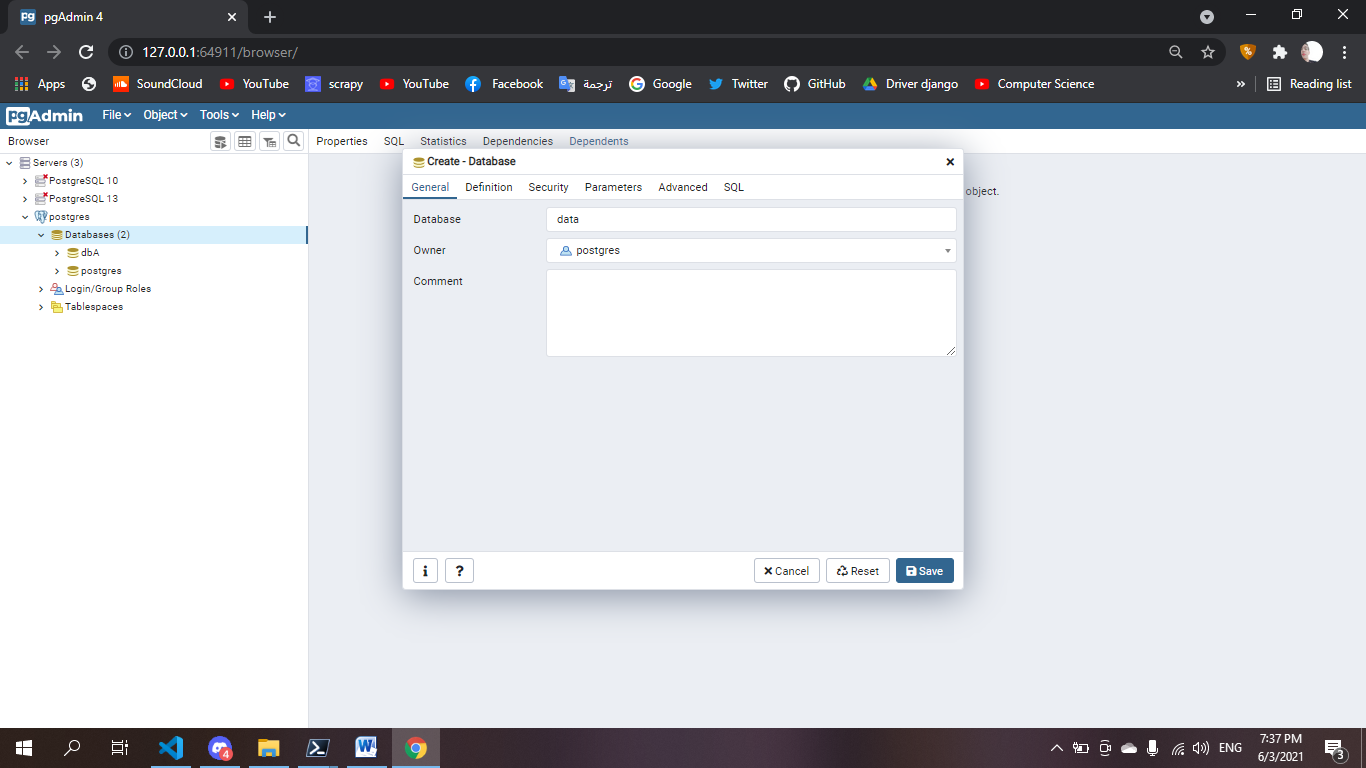 pgAdmin 4
127.0.0.1:64911/browser/
Apps SoundCloud YouTube scrapy YouTube Facebook ترجمة Google Twitter GitHub Driver django Computer Science » Reading list
pgAdmin File Object Tools Help
Browser Properties SQL Statistics Dependencies Dependents
Servers (3)
PostgreSQL 10
PostgreSQL 13
postgres
Databases (2)
dbA
postgres
Login/Group Roles
Tablespaces
object.
Create - Database
General Definition Security Parameters Advanced SQL
Database data
Owner postgres
Comment
i ? Cancel Reset Save
4
W
ENG
7:37 PM
6/3/2021
3